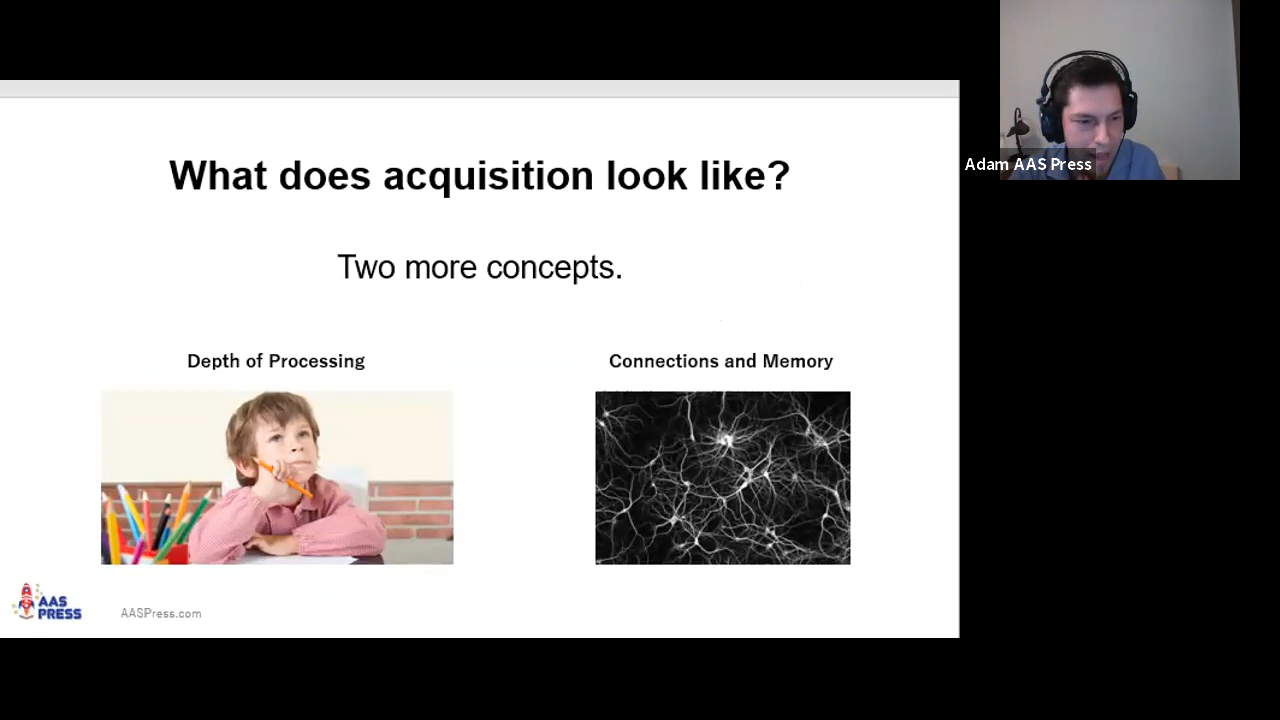 What does acquisition look like?
Adam AAS Press
Two more concepts.
Depth of Processing
Connections and Memory
AAS
PRESS
AASPress.com